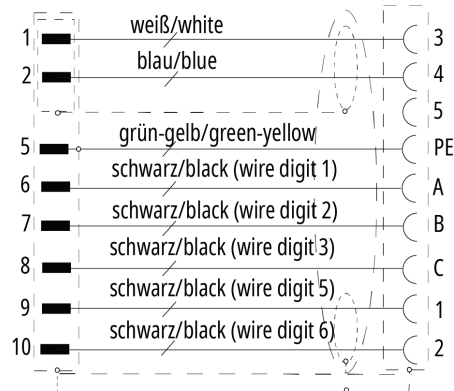 1 weiß/white 3
2 blau/blue 4
5
5 grün-gelb/green-yellow PE
6 schwarz/black (wire digit 1) A
7 schwarz/black (wire digit 2) B
8 schwarz/black (wire digit 3) C
9 schwarz/black (wire digit 5) 1
10 schwarz/black (wire digit 6) 2